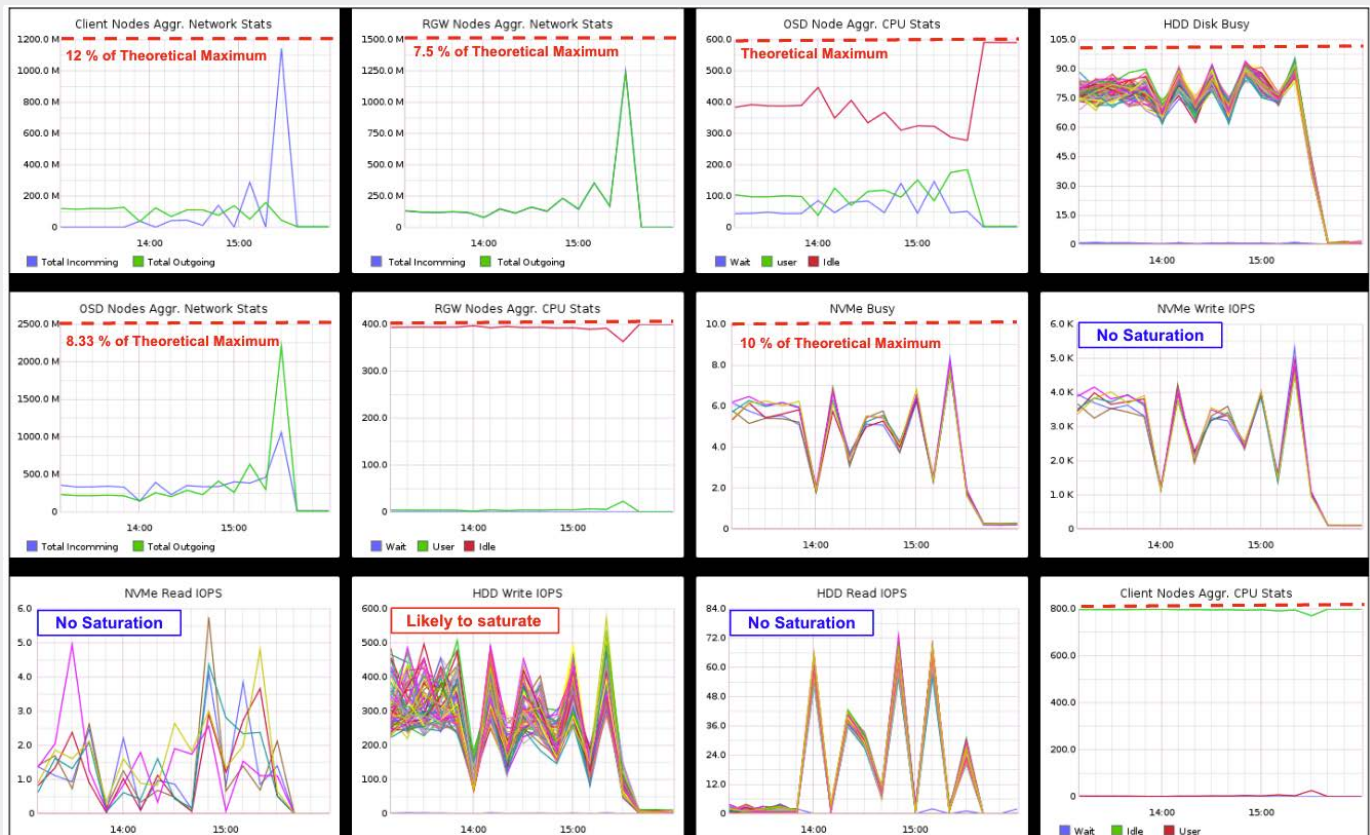 Client Nodes Aggr. Network Stats
1200.0 M
12 % of Theoretical Maximum
1000.0 M
800.0 M
600.0 M
400.0 M
200.0 M
0
14:00 15:00
Total Incomming Total Outgoing
RGW Nodes Aggr. Network Stats
1500.0 M
7.5 % of Theoretical Maximum
1250.0 M
1000.0 M
750.0 M
500.0 M
250.0 M
0
14:00 15:00
Total Incomming Total Outgoing
OSD Node Aggr. CPU Stats
600.0
Theoretical Maximum
500.0
400.0
300.0
200.0
100.0
0
14:00 15:00
Wait user Idle
HDD Disk Busy
105.0
90.0
75.0
60.0
45.0
30.0
15.0
0
14:00 15:00
OSD Nodes Aggr. Network Stats
2500.0 M
8.33 % of Theoretical Maximum
2000.0 M
1500.0 M
1000.0 M
500.0 M
0
14:00 15:00
Total Incomming Total Outgoing
RGW Nodes Aggr. CPU Stats
400.0
300.0
200.0
100.0
0
14:00 15:00
Wait User Idle
NVMe Busy
10.0
10 % of Theoretical Maximum
8.0
6.0
4.0
2.0
0
14:00 15:00
NVMe Write IOPS
6.0 K
No Saturation
5.0 K
4.0 K
3.0 K
2.0 K
1.0 K
0
14:00 15:00
NVMe Read IOPS
6.0
No Saturation
5.0
4.0
3.0
2.0
1.0
0
14:00 15:00
HDD Write IOPS
600.0
Likely to saturate
500.0
400.0
300.0
200.0
100.0
0
14:00 15:00
HDD Read IOPS
84.0
No Saturation
72.0
60.0
48.0
36.0
24.0
12.0
0
14:00 15:00
Client Nodes Aggr. CPU Stats
800.0
600.0
400.0
200.0
0
14:00 15:00
Wait Idle User